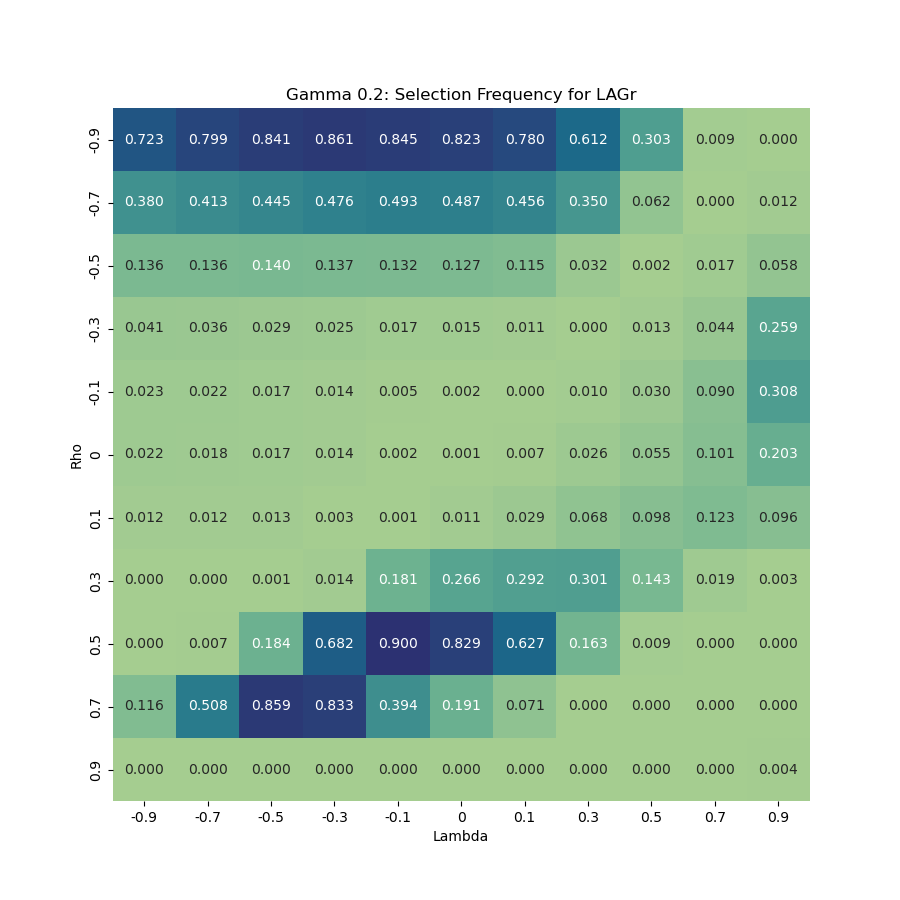 Gamma 0.2: Selection Frequency for LAGr
-0.9 0.723 0.799 0.841 0.861 0.845 0.823 0.780 0.612 0.303 0.009 0.000
-0.7 0.380 0.413 0.445 0.476 0.493 0.487 0.456 0.350 0.062 0.000 0.012
-0.5 0.136 0.136 0.140 0.137 0.132 0.127 0.115 0.032 0.002 0.017 0.058
-0.3 0.041 0.036 0.029 0.025 0.017 0.015 0.011 0.000 0.013 0.044 0.259
-0.1 0.023 0.022 0.017 0.014 0.005 0.002 0.000 0.010 0.030 0.090 0.308
Rho
0 0.022 0.018 0.017 0.014 0.002 0.001 0.007 0.026 0.055 0.101 0.203
0.1 0.012 0.012 0.013 0.003 0.001 0.011 0.029 0.068 0.098 0.123 0.096
0.3 0.000 0.000 0.001 0.014 0.181 0.266 0.292 0.301 0.143 0.019 0.003
0.5 0.000 0.007 0.184 0.682 0.900 0.829 0.627 0.163 0.009 0.000 0.000
0.7 0.116 0.508 0.859 0.833 0.394 0.191 0.071 0.000 0.000 0.000 0.000
0.9 0.000 0.000 0.000 0.000 0.000 0.000 0.000 0.000 0.000 0.000 0.004
-0.9 -0.7 -0.5 -0.3 -0.1 0 0.1 0.3 0.5 0.7 0.9
Lambda